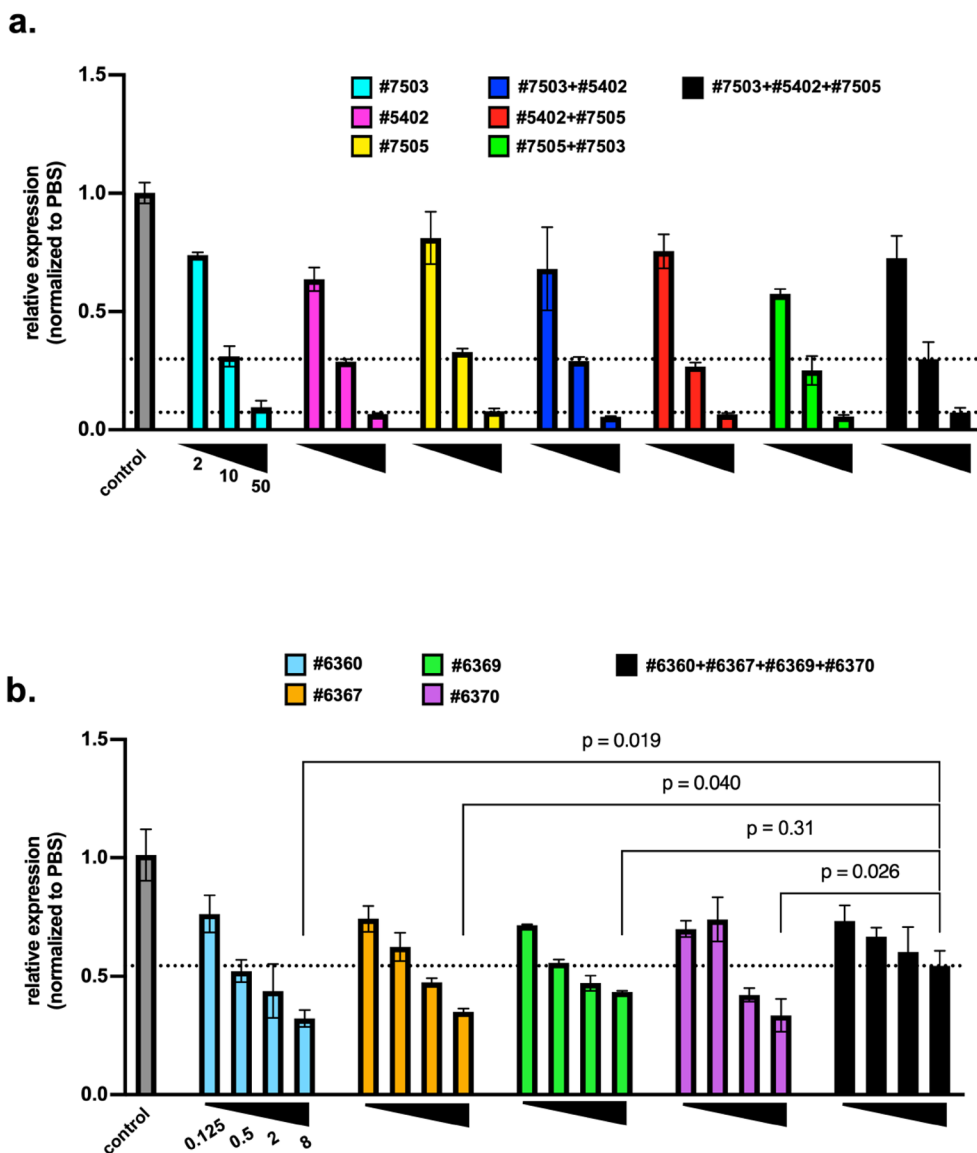 a.
#7503
#7503+#5402
#7503+#5402+#7505
#5402
#5402+#7505
#7505
#7505+#7503
relative expression
(normalized to PBS)
1.5
1.0
0.5
0.0
control
2
10
50
b.
#6360
#6369
#6360+#6367+#6369+#6370
#6367
#6370
relative expression
(normalized to PBS)
1.5
1.0
0.5
0.0
p = 0.019
p = 0.040
p = 0.31
p = 0.026
control
0.125
0.5
2
8